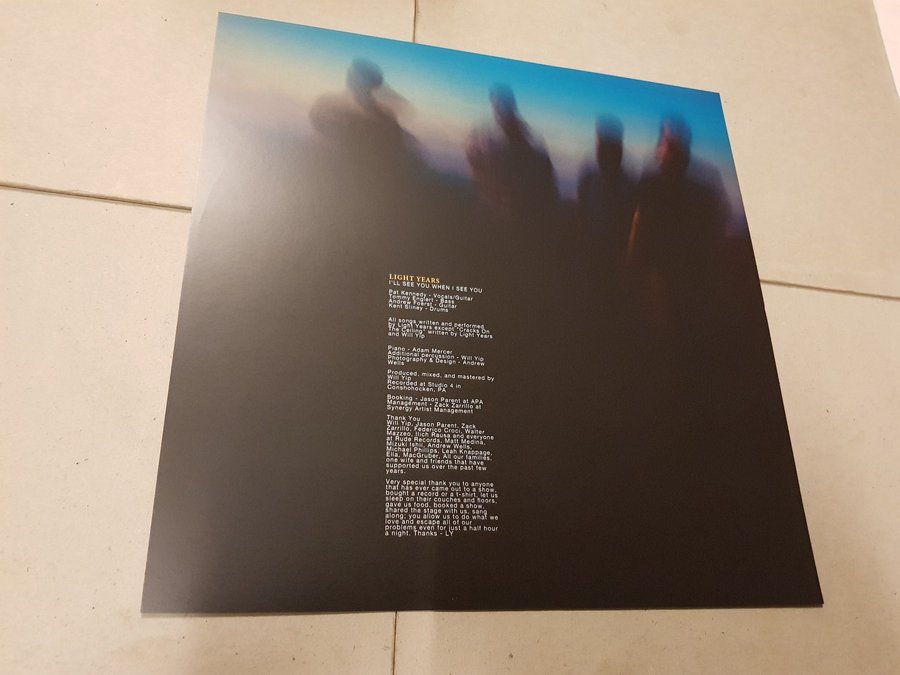 LIGHT YEARS
I'LL SEE YOU WHEN I SEE YOU
Pat Kennedy - Vocals/Guitar
Tommy Englert - Bass
Andrew Foerst - Guitar
Kent Sliney - Drums
All songs written and performed
by Light Years except "Cracks On
The Ceiling" written by Light Years
and Will Yip
Piano - Adam Mercer
Additional percussion - Will Yip
Photography & Design - Andrew
Wells
Produced, mixed, and mastered by
Will Yip
Recorded at Studio 4 in
Conshohocken, PA
Booking - Jason Parent at APA
Management - Zack Zarrillo at
Synergy Artist Management
Thank You
Will Yip, Jason Parent, Zack
Zarrillo, Federico Croci, Walter
Mazzeo, Ilich Rausa and everyone
at Rude Records, Matt Medina,
Mizuki Ishii, Andrew Wells,
Michael Phillips, Leah Knappage,
Ella, MacGruber, All our families,
one wife and friends that have
supported us over the past few
years.
Very special thank you to anyone
that has ever came out to a show,
bought a record or a t-shirt, let us
sleep on their couches and floors,
gave us food, booked a show,
shared the stage with us, sang
along; you allow us to do what we
love and escape all of our
problems even for just a half hour
a night. Thanks - LY